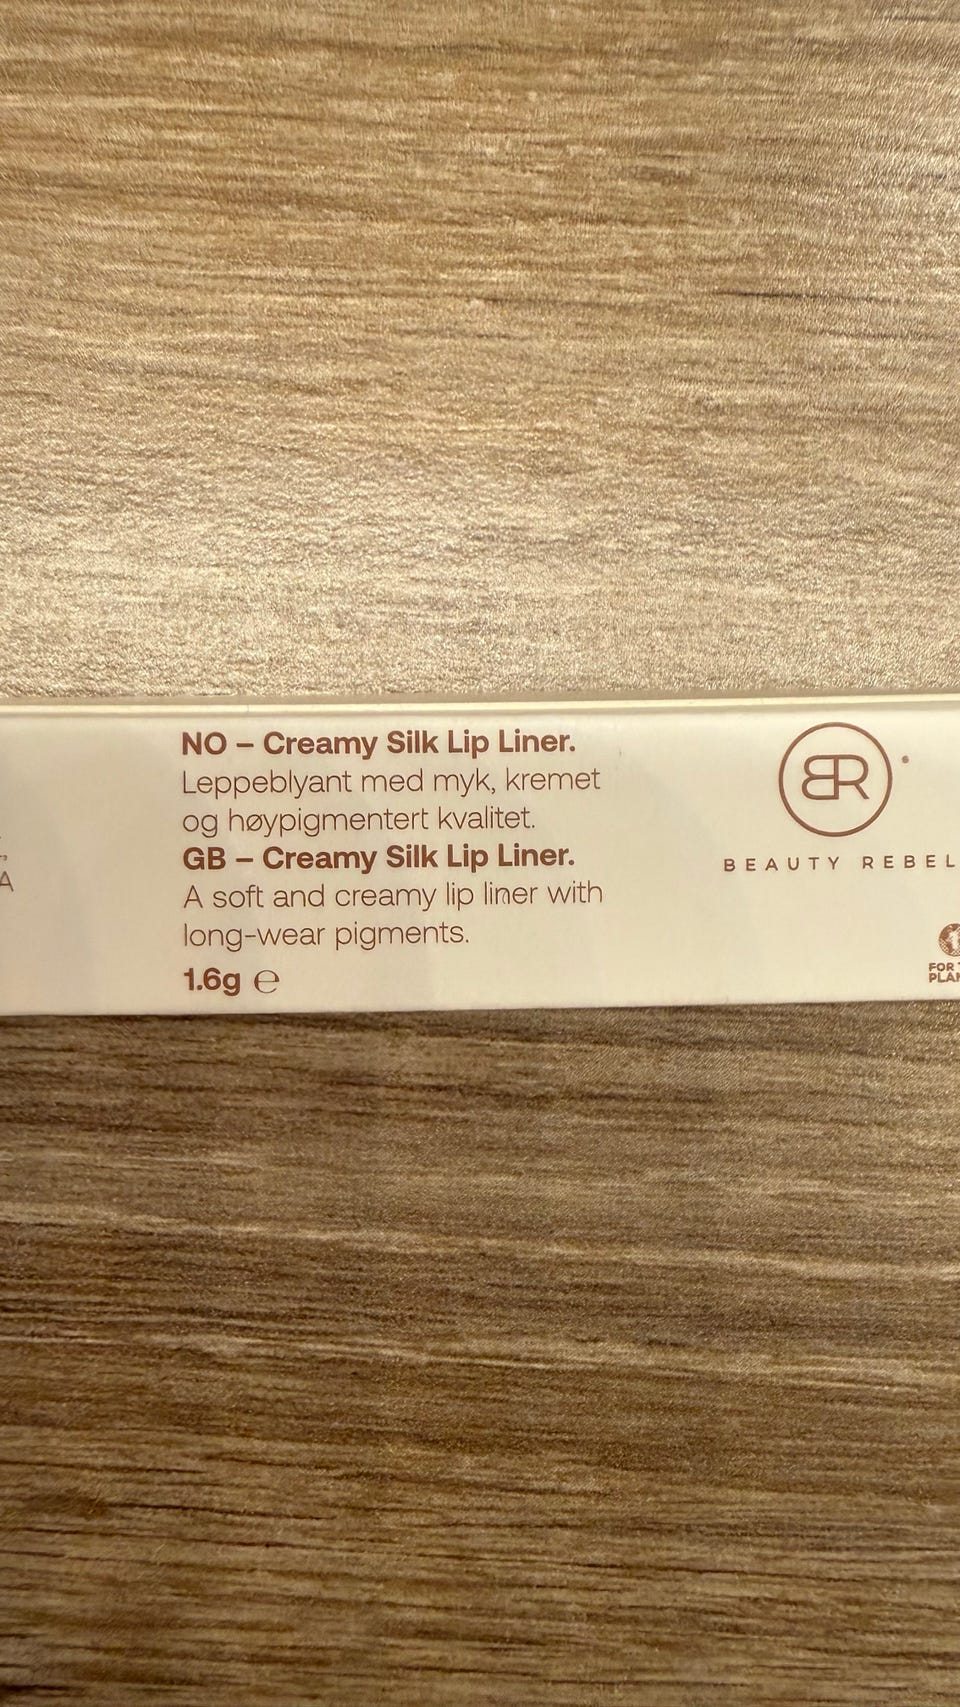 NO – Creamy Silk Lip Liner.
Leppeblyant med myk, kremet
og høypigmentert kvalitet.
GB – Creamy Silk Lip Liner.
A soft and creamy lip liner with
long-wear pigments.
1.6g ℮
BR
BEAUTY REBEL
FOR
A